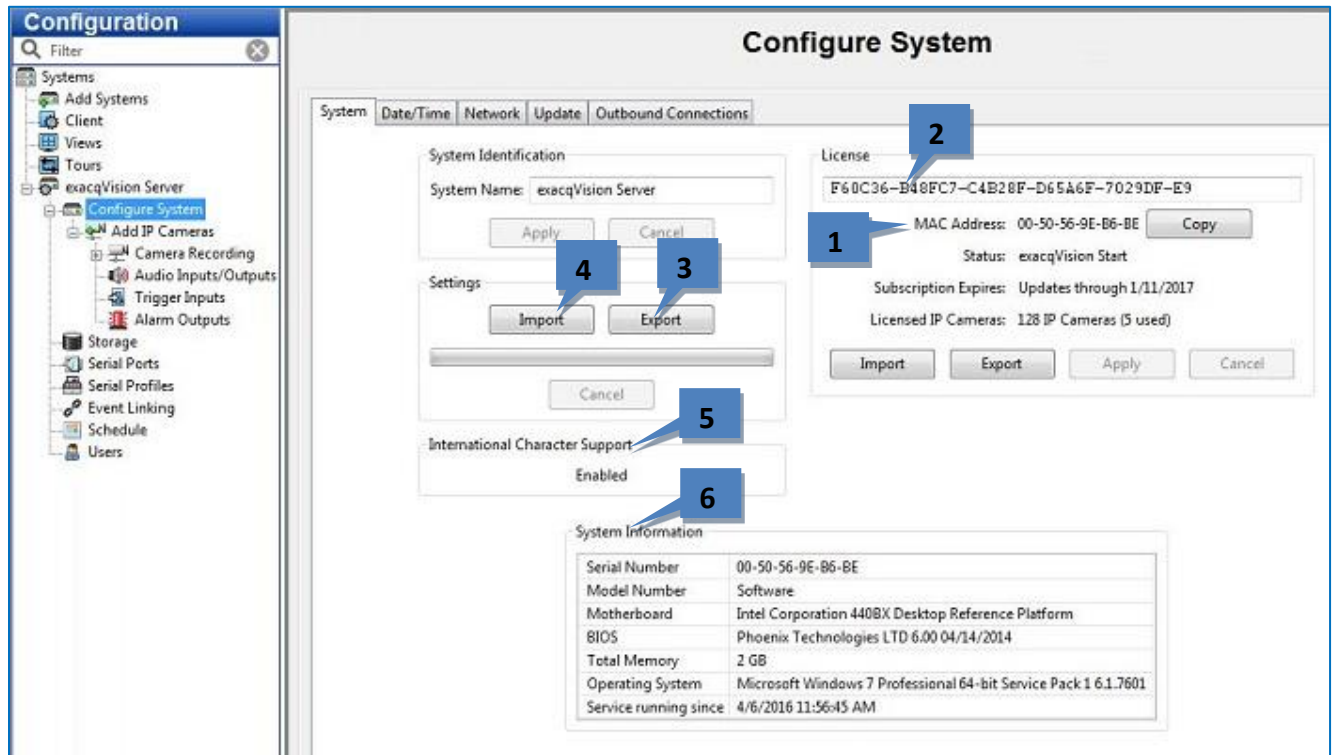 Configuration
Filter
Systems
Add Systems
Client
Views
Tours
exacqVision Server
Configure System
Add IP Cameras
Camera Recording
Audio Inputs/Outputs
Trigger Inputs
Alarm Outputs
Storage
Serial Ports
Serial Profiles
Event Linking
Schedule
Users
Configure System
System Date/Time Network Update Outbound Connections
System Identification
System Name: exacqVision Server
Apply Cancel
4
3
Settings
Import Export
Cancel
5
International Character Support
Enabled
2
License
F60C36-B48FC7-C4B28F-D65A6F-7029DF-E9
1
MAC Address: 00-50-56-9E-B6-BE Copy
Status: exacqVision Start
Subscription Expires: Updates through 1/11/2017
Licensed IP Cameras: 128 IP Cameras (5 used)
Import Export Apply Cancel
6
System Information
Serial Number 00-50-56-9E-B6-BE
Model Number Software
Motherboard Intel Corporation 440BX Desktop Reference Platform
BIOS Phoenix Technologies LTD 6.00 04/14/2014
Total Memory 2 GB
Operating System Microsoft Windows 7 Professional 64-bit Service Pack 1 6.1.7601
Service running since 4/6/2016 11:56:45 AM